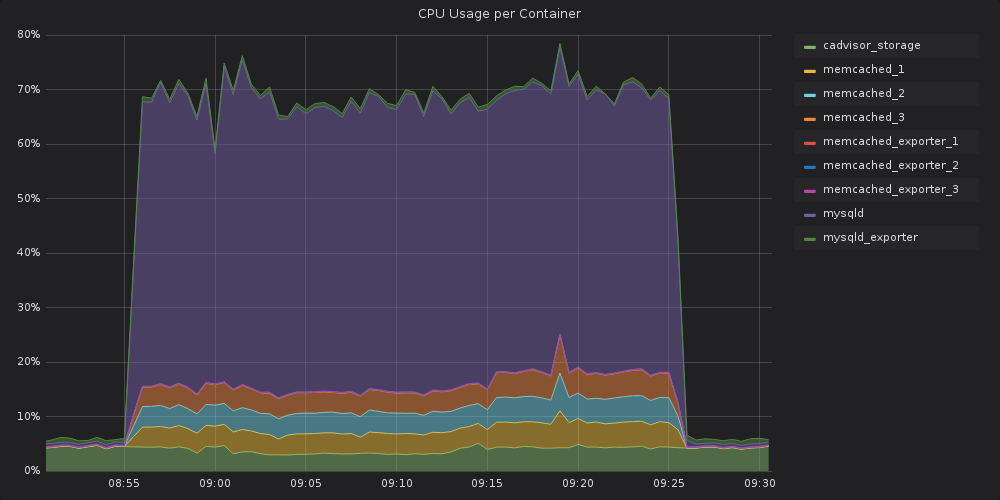 CPU Usage per Container
80%
70%
60%
50%
40%
30%
20%
10%
0%
08:55
09:00
09:05
09:10
09:15
09:20
09:25
09:30
cadvisor_storage
memcached_1
memcached_2
memcached_3
memcached_exporter_1
memcached_exporter_2
memcached_exporter_3
mysqld
mysqld_exporter